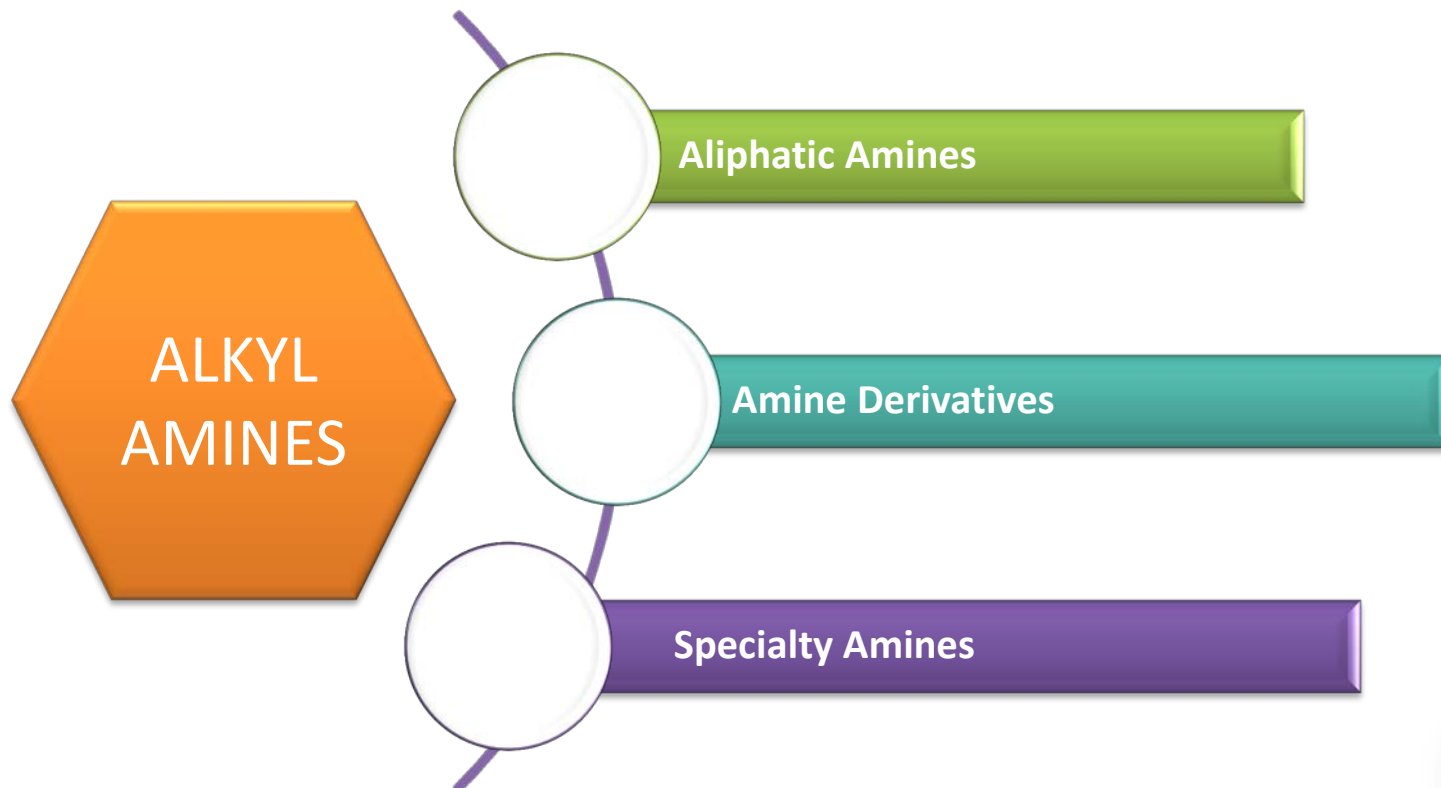 ALKYL
AMINES
Aliphatic Amines
Amine Derivatives
Specialty Amines